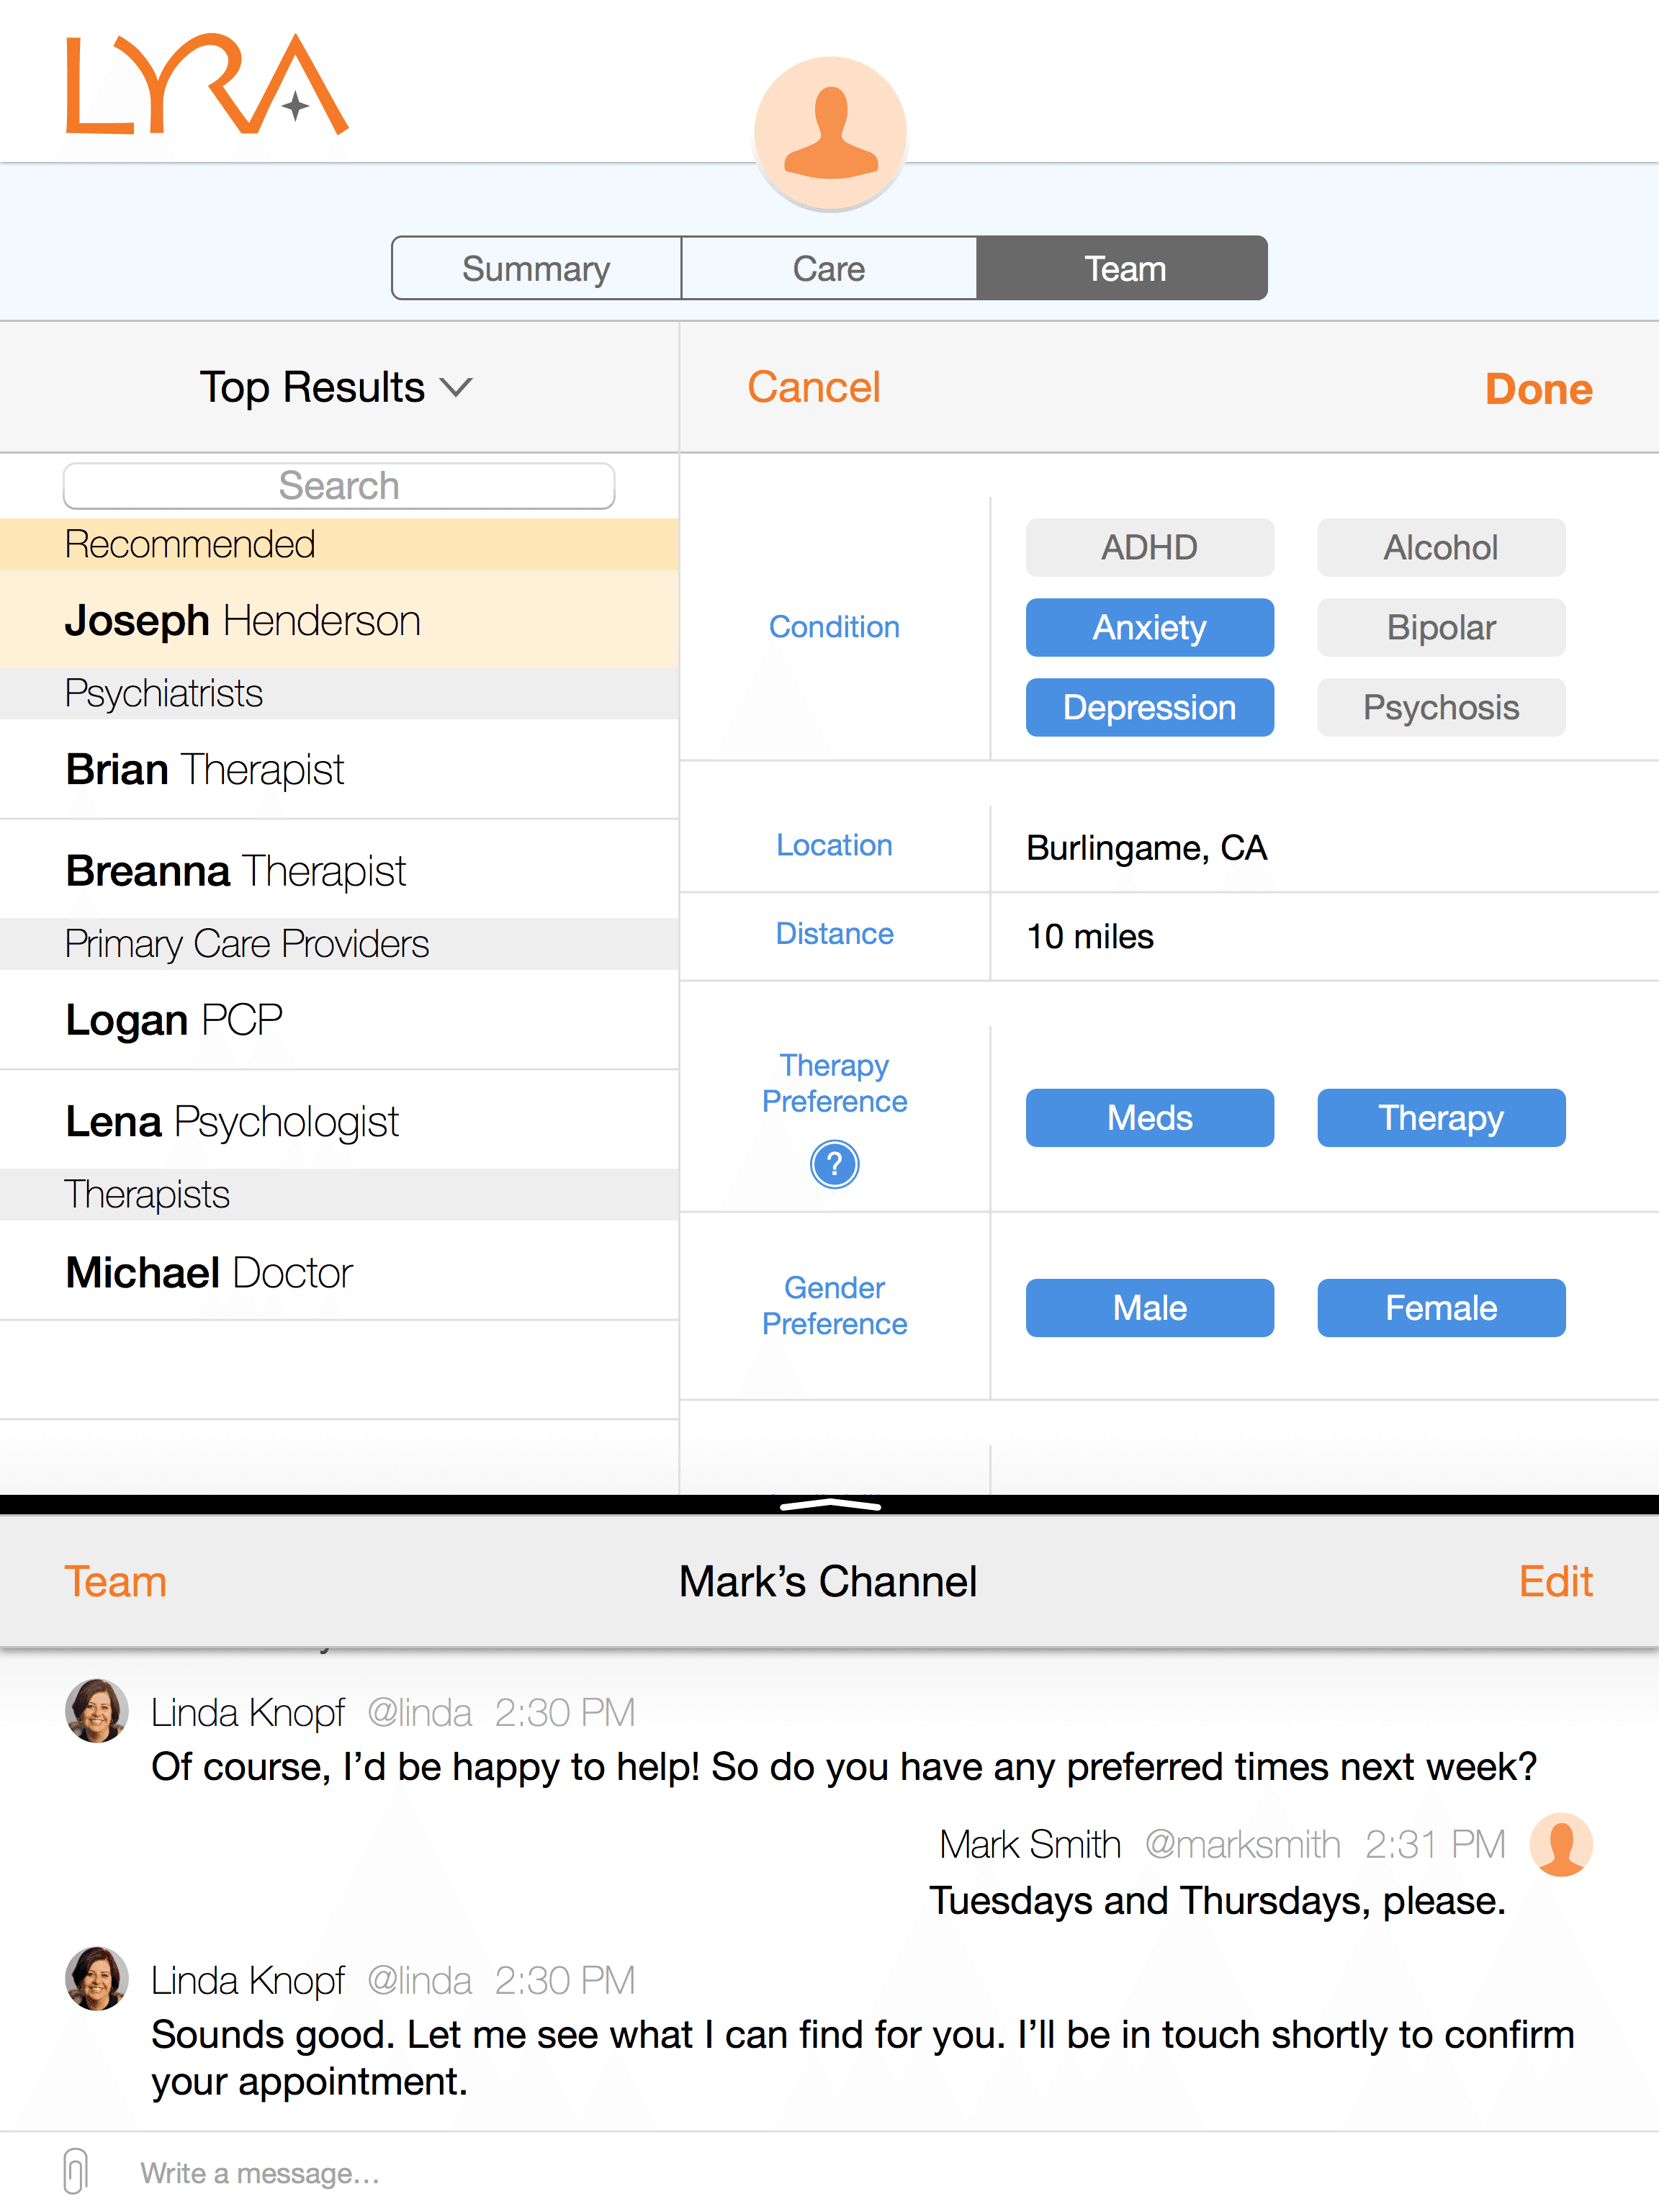 LYRA
Summary
Care
Team
Top Results
Cancel
Done
Search
Recommended
Joseph Henderson
Psychiatrists
Brian Therapist
Breanna Therapist
Primary Care Providers
Logan PCP
Lena Psychologist
Therapists
Michael Doctor
Condition
ADHD
Alcohol
Anxiety
Bipolar
Depression
Psychosis
Location
Burlingame, CA
Distance
10 miles
Therapy
Preference
?
Meds
Therapy
Gender
Preference
Male
Female
Team
Mark’s Channel
Edit
Linda Knopf @linda 2:30 PM
Of course, I’d be happy to help! So do you have any preferred times next week?
Mark Smith @marksmith 2:31 PM
Tuesdays and Thursdays, please.
Linda Knopf @linda 2:30 PM
Sounds good. Let me see what I can find for you. I’ll be in touch shortly to confirm
your appointment.
Write a message...